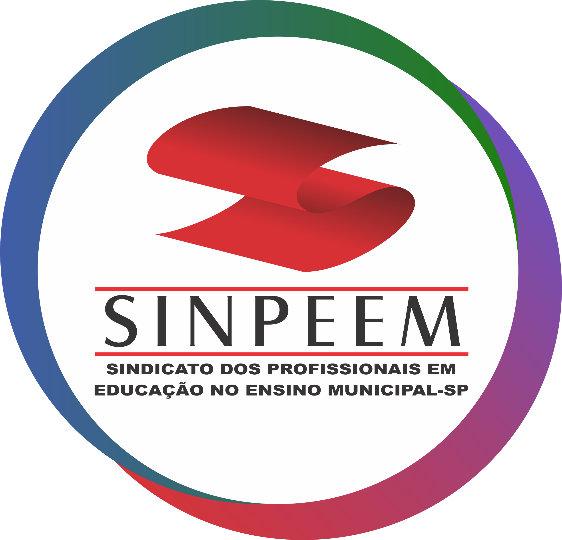 SINPEEM
SINDICATO DOS PROFISSIONAIS EM
EDUCAÇÃO NO ENSINO MUNICIPAL-SP